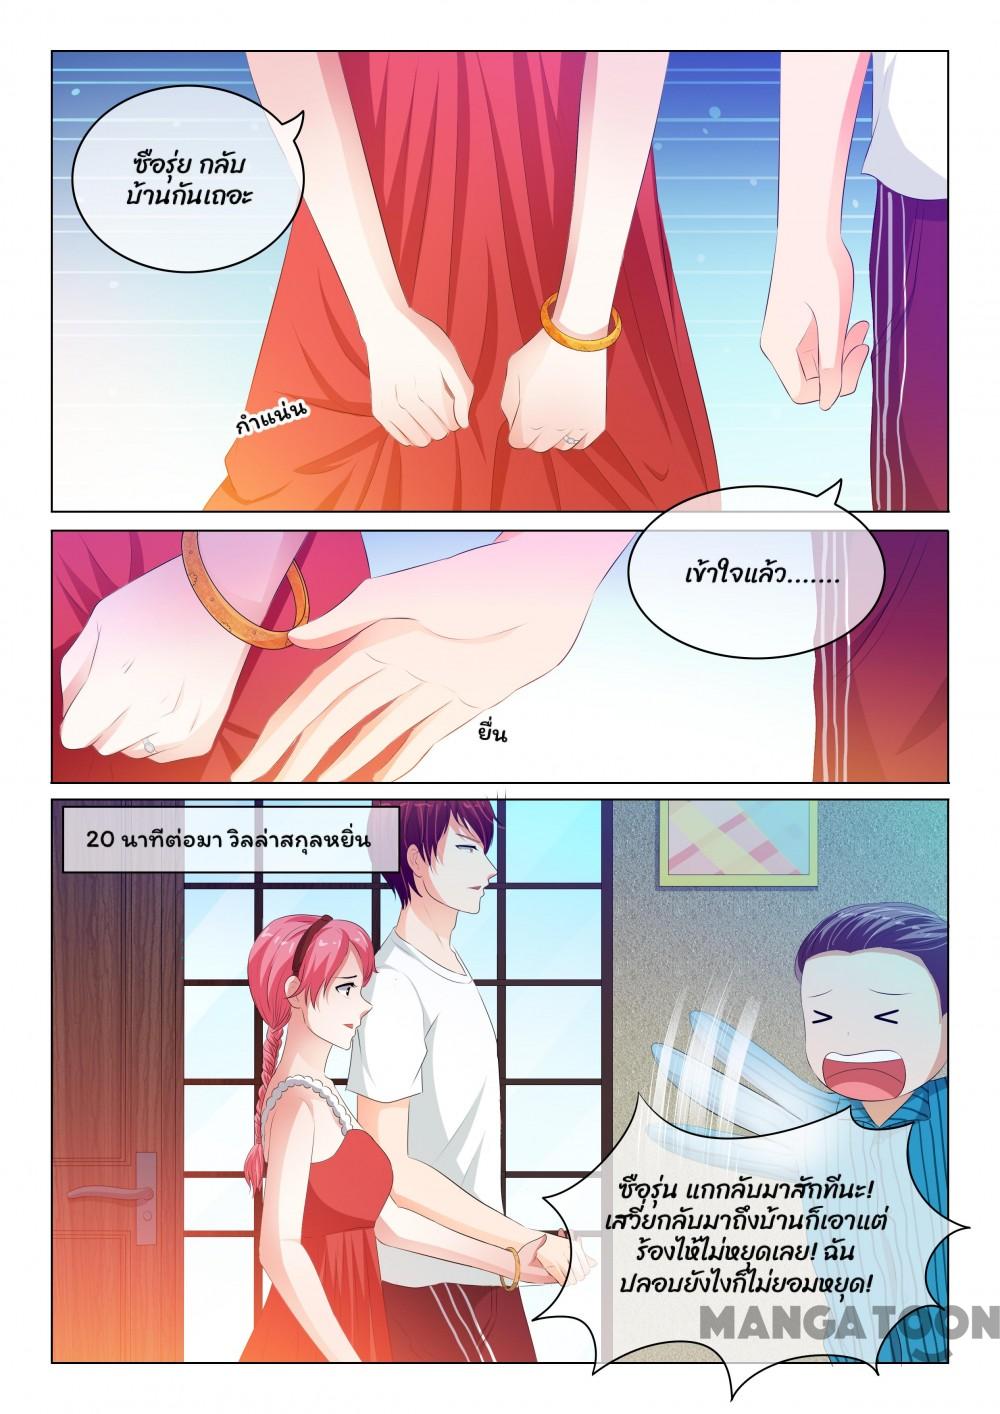 ซือรุ่ย กลับ
บ้านกันเถอะ
กำแน่น
เข้าใจแล้ว.......
ยื่น
20 นาทีต่อมา วิลล่าสกุลหยิ่น
ซือรุ่น แกกลับมาสักทีนะ!
เสวี่ยกลับมาถึงบ้านก็เอาแต่
ร้องไห้ไม่หยุดเลย! ฉัน
ปลอบยังไงก็ไม่ยอมหยุด!
MANGATOON